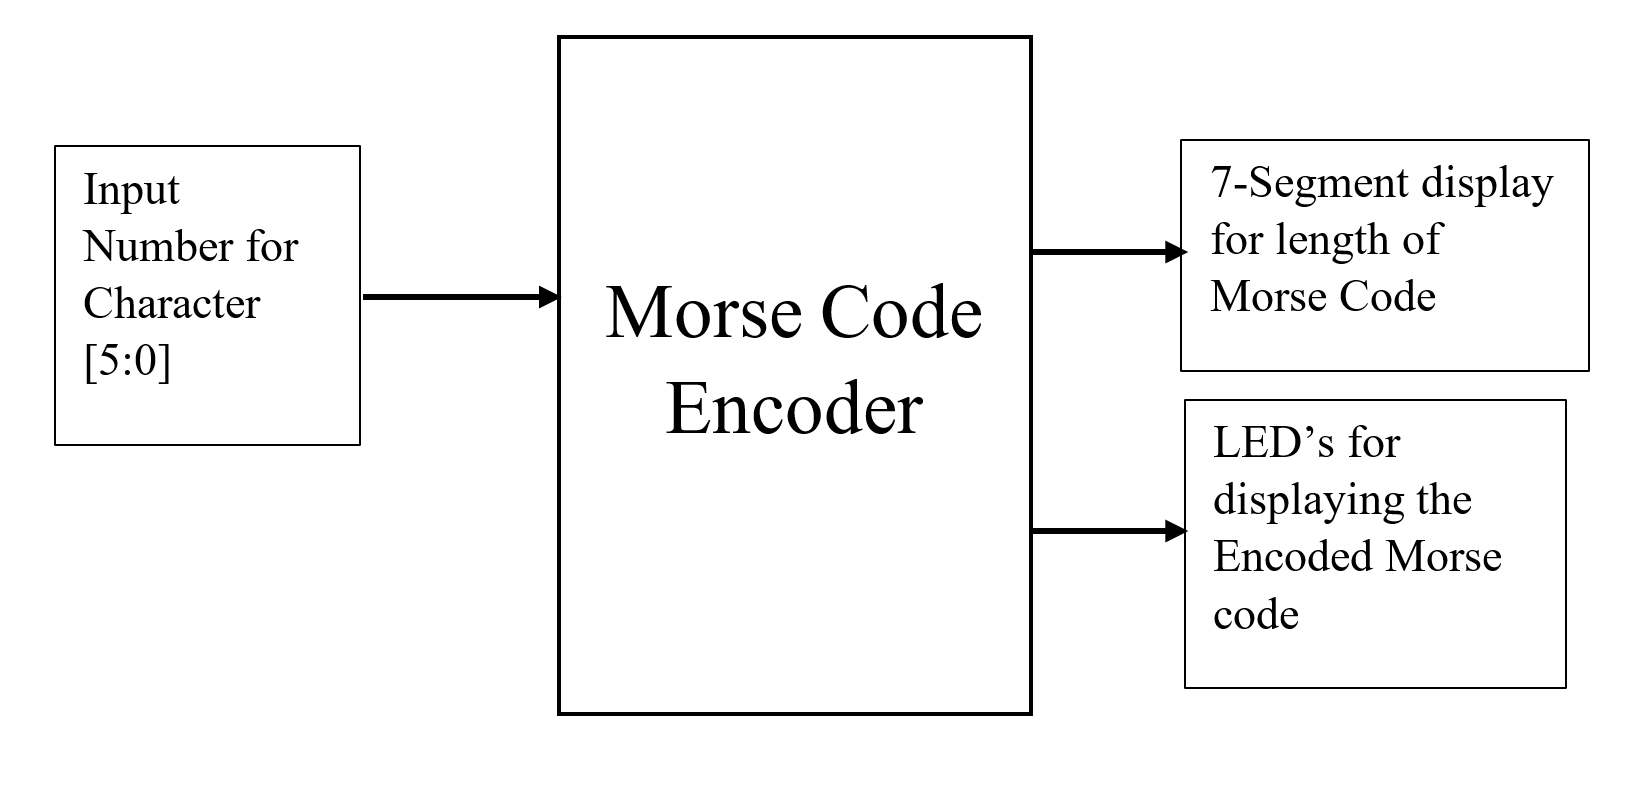 Input
Number for
Character
[5:0]
Morse Code
Encoder
7-Segment display
for length of
Morse Code
LED’s for
displaying the
Encoded Morse
code